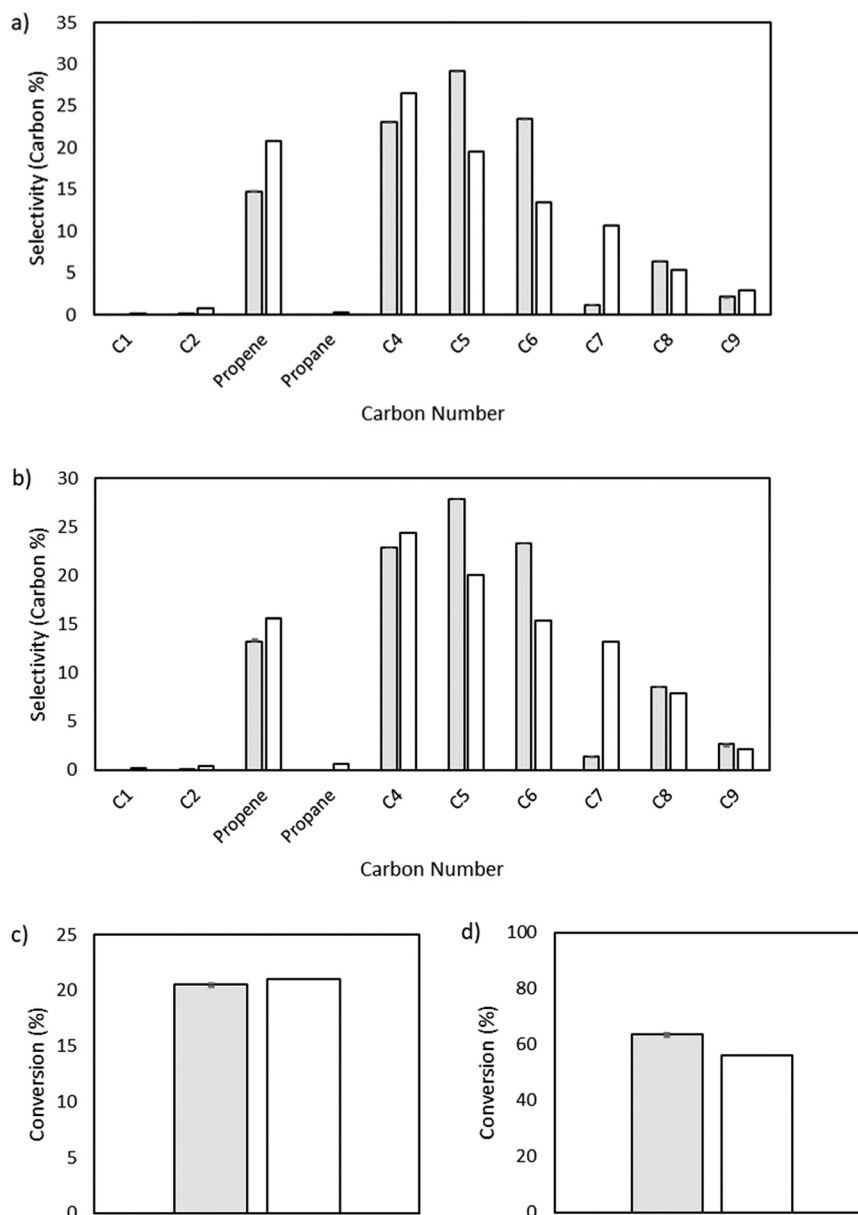 a)
35
30
25
20
15
10
5
0
Selectivity (Carbon %)
C1
C2
Propene
Propane
C4
C5
C6
C7
C8
C9
Carbon Number
b)
30
25
20
15
10
5
0
Selectivity (Carbon %)
C1
C2
Propene
Propane
C4
C5
C6
C7
C8
C9
Carbon Number
c)
25
20
15
10
5
0
Conversion (%)
d)
100
80
60
40
20
0
Conversion (%)